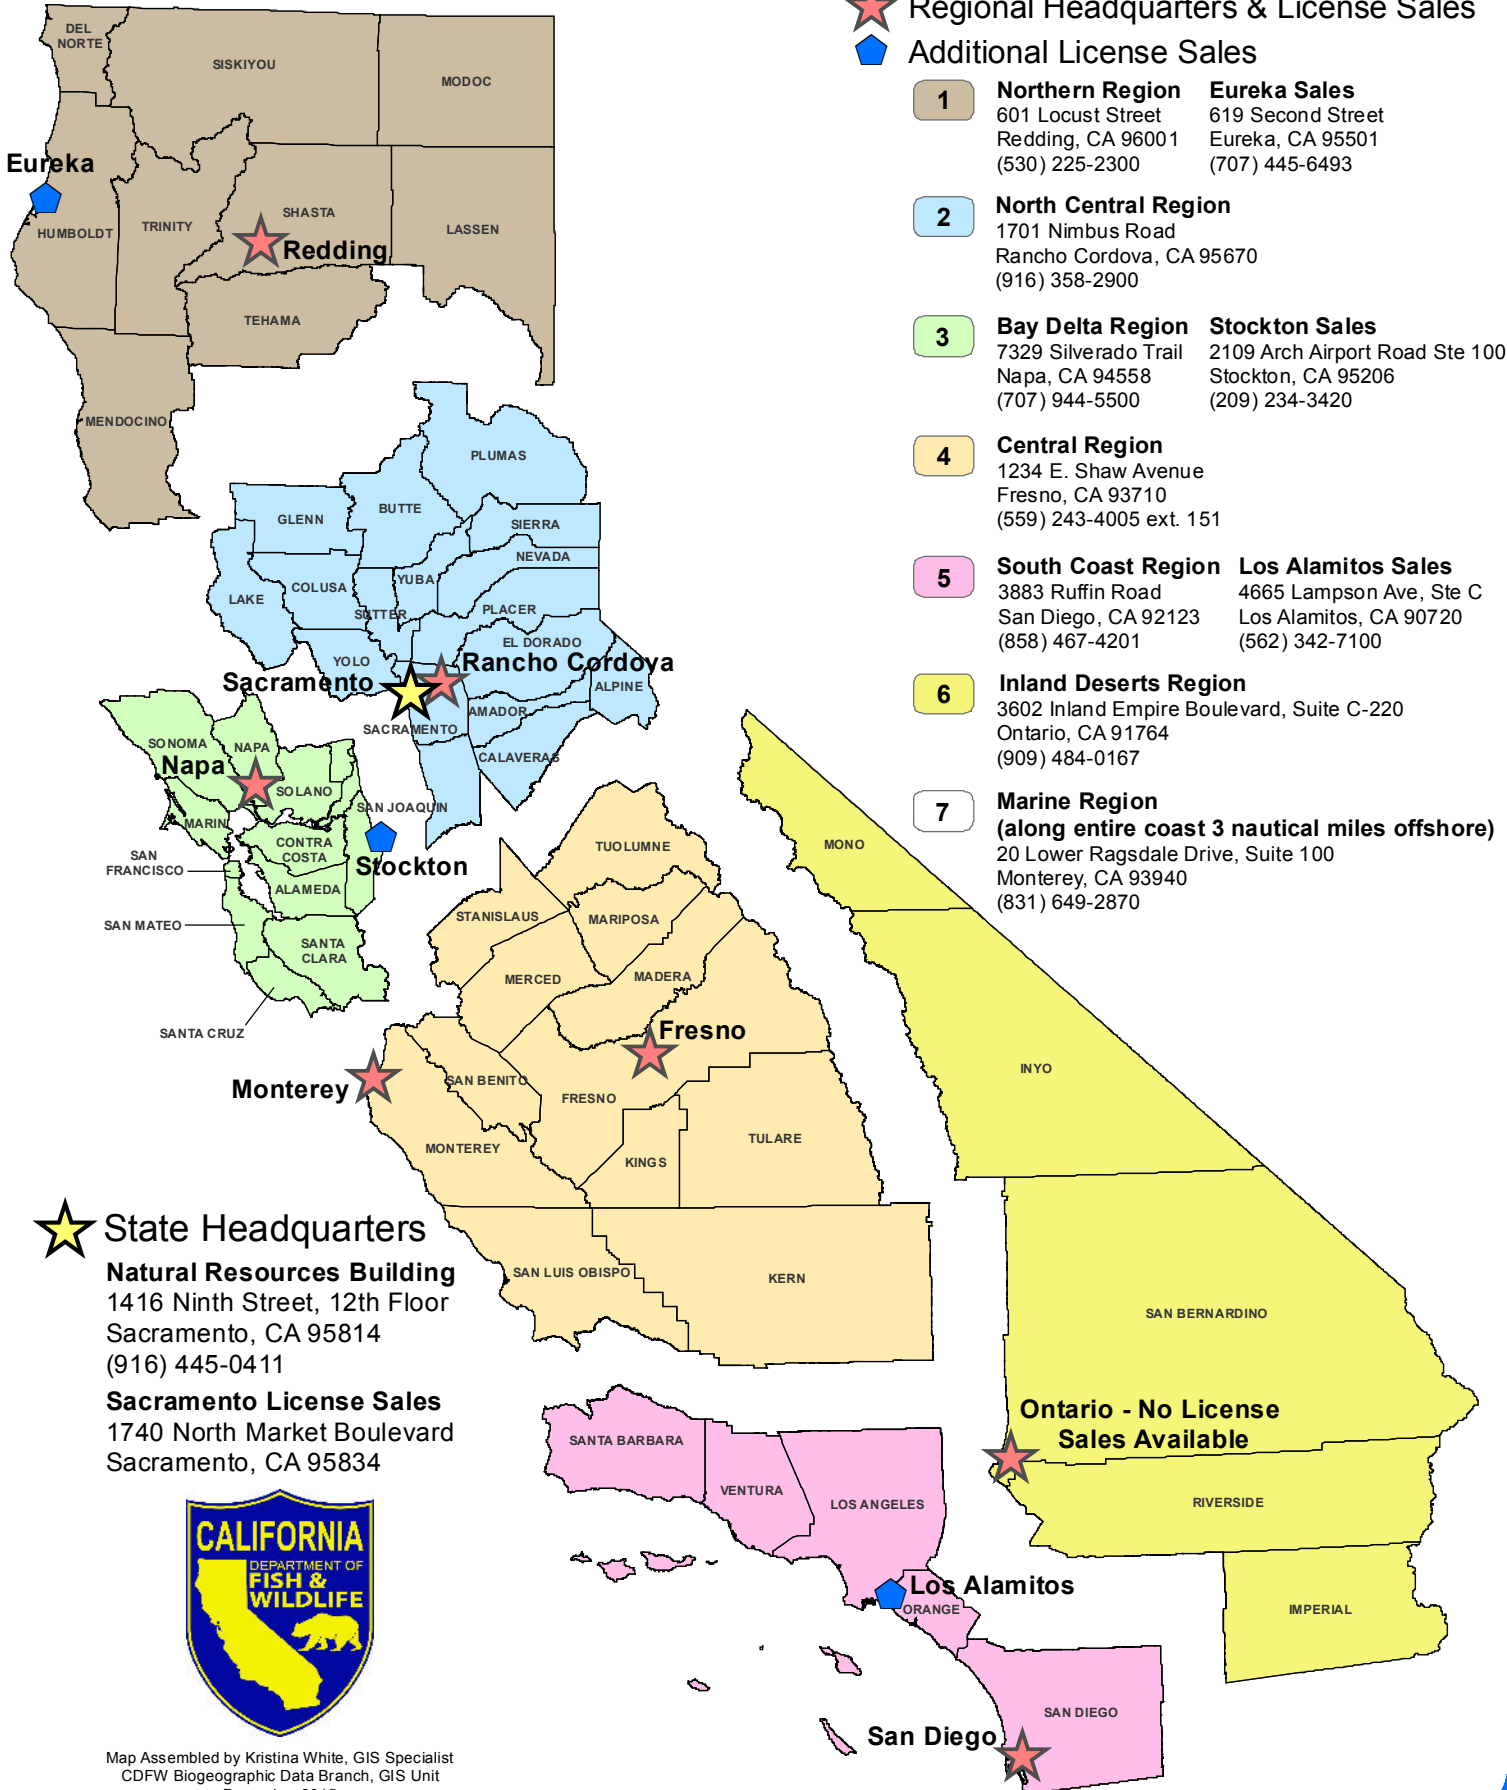 Regional Headquarters & License Sales
Additional License Sales
1
Northern Region
601 Locust Street
Redding, CA 96001
(530) 225-2300
Eureka Sales
619 Second Street
Eureka, CA 95501
(707) 445-6493
2
North Central Region
1701 Nimbus Road
Rancho Cordova, CA 95670
(916) 358-2900
3
Bay Delta Region
7329 Silverado Trail
Napa, CA 94558
(707) 944-5500
Stockton Sales
2109 Arch Airport Road Ste 100
Stockton, CA 95206
(209) 234-3420
4
Central Region
1234 E. Shaw Avenue
Fresno, CA 93710
(559) 243-4005 ext. 151
5
South Coast Region
3883 Ruffin Road
San Diego, CA 92123
(858) 467-4201
Los Alamitos Sales
4665 Lampson Ave, Ste C
Los Alamitos, CA 90720
(562) 342-7100
6
Inland Deserts Region
3602 Inland Empire Boulevard, Suite C-220
Ontario, CA 91764
(909) 484-0167
7
Marine Region
(along entire coast 3 nautical miles offshore)
20 Lower Ragsdale Drive, Suite 100
Monterey, CA 93940
(831) 649-2870
DEL
NORTE
SISKIYOU
MODOC
Eureka
HUMBOLDT
TRINITY
SHASTA
Redding
LASSEN
TEHAMA
MENDOCINO
PLUMAS
GLENN
BUTTE
SIERRA
NEVADA
COLUSA
YUBA
LAKE
SUTTER
PLACER
EL DORADO
YOLO
Rancho Cordova
Sacramento
ALPINE
AMADOR
SACRAMENTO
CALAVERAS
SAN JOAQUIN
SONOMA
NAPA
Napa
SOLANO
MARIN
CONTRA
COSTA
Stockton
SAN
FRANCISCO
ALAMEDA
SAN MATEO
SANTA
CLARA
SANTA CRUZ
TUOLUMNE
STANISLAUS
MARIPOSA
MERCED
MADERA
Fresno
Monterey
SAN BENITO
FRESNO
MONTEREY
KINGS
TULARE
SAN LUIS OBISPO
KERN
MONO
INYO
SAN BERNARDINO
Ontario - No License
Sales Available
RIVERSIDE
IMPERIAL
SANTA BARBARA
VENTURA
LOS ANGELES
Los Alamitos
ORANGE
SAN DIEGO
San Diego
State Headquarters
Natural Resources Building
1416 Ninth Street, 12th Floor
Sacramento, CA 95814
(916) 445-0411
Sacramento License Sales
1740 North Market Boulevard
Sacramento, CA 95834
CALIFORNIA
DEPARTMENT OF
FISH &
WILDLIFE
Map Assembled by Kristina White, GIS Specialist
CDFW Biogeographic Data Branch, GIS Unit